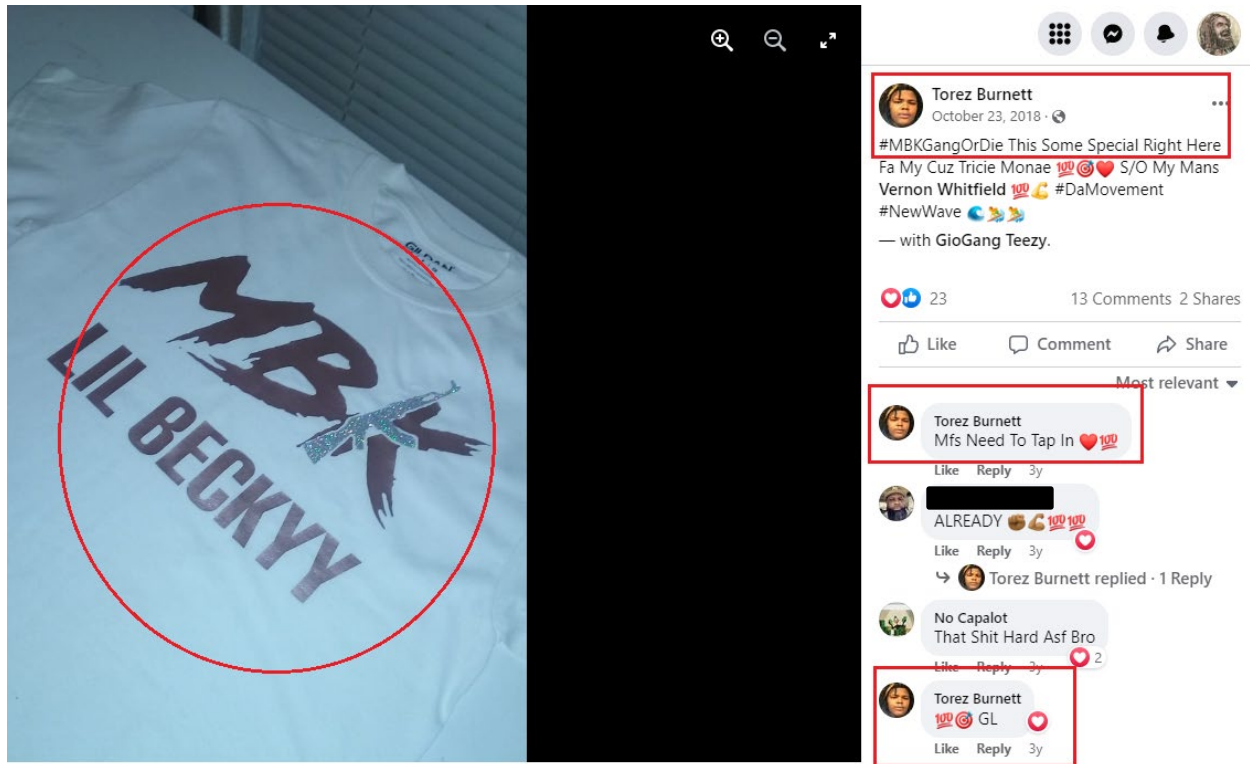 MBK
LIL BECKYY
GILDAN
Torez Burnett
October 23, 2018 ·
#MBKGangOrDie This Some Special Right Here
Fa My Cuz Tricie Monae 💯🎯❤️ S/O My Mans
Vernon Whitfield 💯💪 #DaMovement
#NewWave 🌊🏄🏄
— with GioGang Teezy.
23
13 Comments 2 Shares
Like Comment Share
Most relevant
Torez Burnett
Mfs Need To Tap In ❤️💯
Like Reply 3y
ALREADY ✊🏾💪🏾💯💯
Like Reply 3y
Torez Burnett replied · 1 Reply
No Capalot
That Shit Hard Asf Bro
2
Like Reply 3y
Torez Burnett
💯🎯 GL
Like Reply 3y